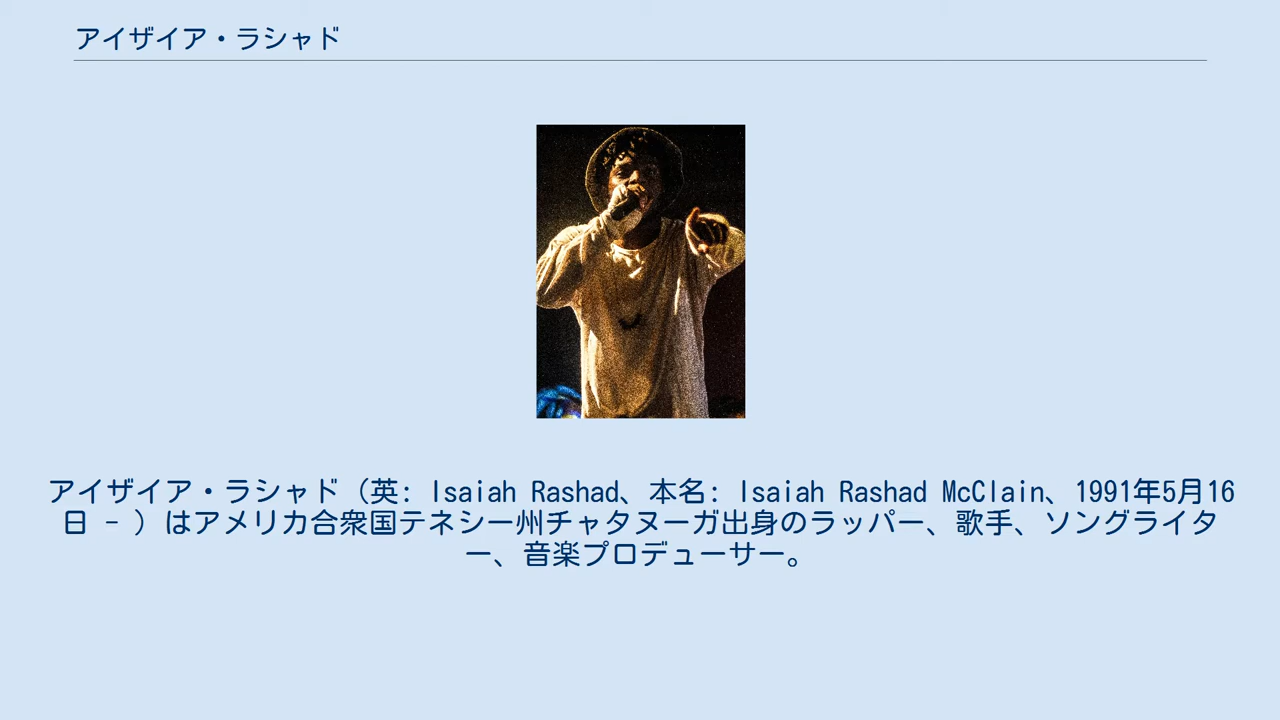 アイザイア・ラシャド
アイザイア・ラシャド（英: Isaiah Rashad、本名: Isaiah Rashad McClain、1991年5月16
日 - ）はアメリカ合衆国テネシー州チャタヌーガ出身のラッパー、歌手、ソングライタ
ー、音楽プロデューサー。